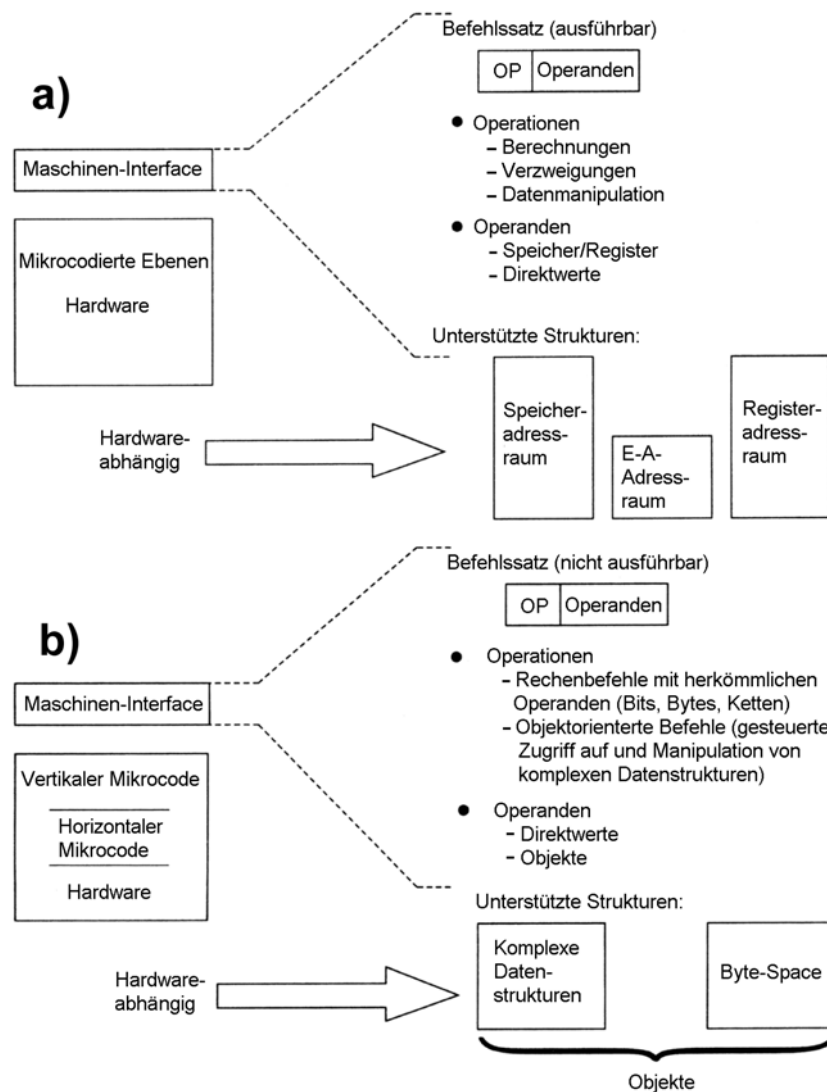 a)
Maschinen-Interface
Mikrocodierte Ebenen
Hardware
Befehlssatz (ausführbar)
OP Operanden
● Operationen
– Berechnungen
– Verzweigungen
– Datenmanipulation
● Operanden
– Speicher/Register
– Direktwerte
Unterstützte Strukturen:
Hardware-
abhängig
Speicher-
adress-
raum
E-A-
Adress-
raum
Register-
adress-
raum
b)
Maschinen-Interface
Vertikaler Mikrocode
Horizontaler
Mikrocode
Hardware
Befehlssatz (nicht ausführbar)
OP Operanden
● Operationen
– Rechenbefehle mit herkömmlichen
Operanden (Bits, Bytes, Ketten)
– Objektorienterte Befehle (gesteuerte
Zugriff auf und Manipulation von
komplexen Datenstrukturen)
● Operanden
– Direktwerte
– Objekte
Unterstützte Strukturen:
Hardware-
abhängig
Komplexe
Daten-
strukturen
Byte-Space
Objekte